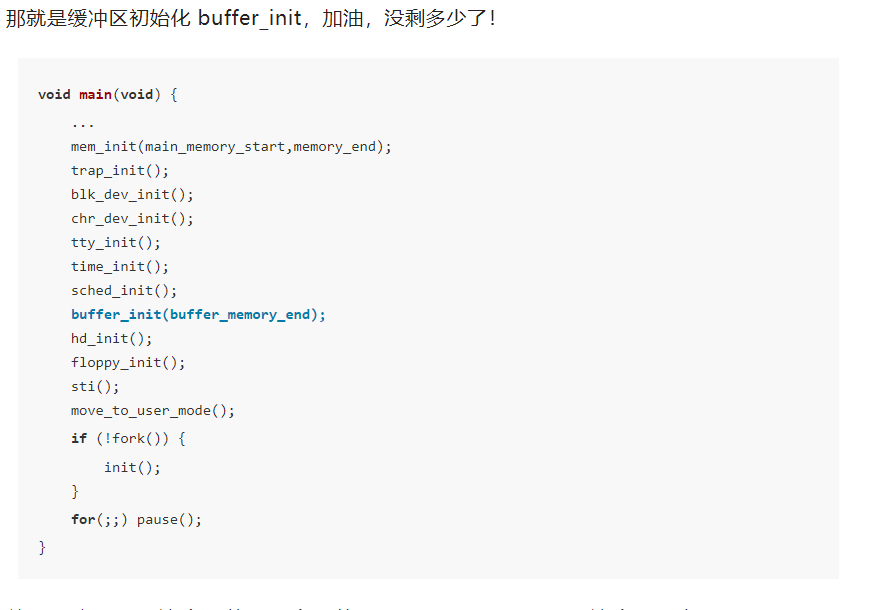 那就是缓冲区初始化 buffer_init，加油，没剩多少了！
void main(void) {
...
mem_init(main_memory_start,memory_end);
trap_init();
blk_dev_init();
chr_dev_init();
tty_init();
time_init();
sched_init();
buffer_init(buffer_memory_end);
hd_init();
floppy_init();
sti();
move_to_user_mode();
if (!fork()) {
init();
}
for(;;) pause();
}